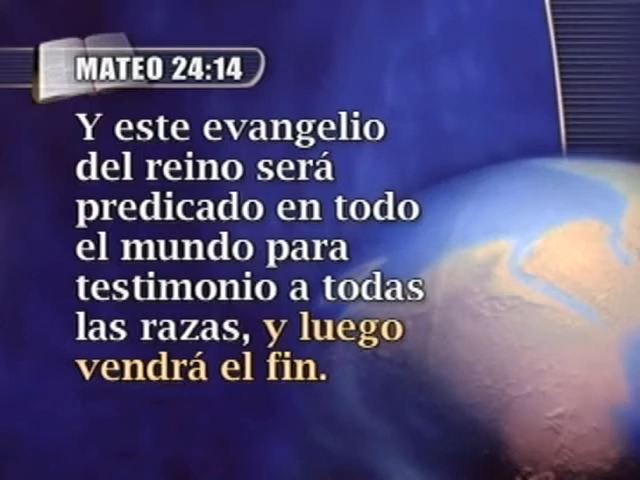 MATEO 24:14
Y este evangelio
del reino será
predicado en todo
el mundo para
testimonio a todas
las razas, y luego
vendrá el fin.